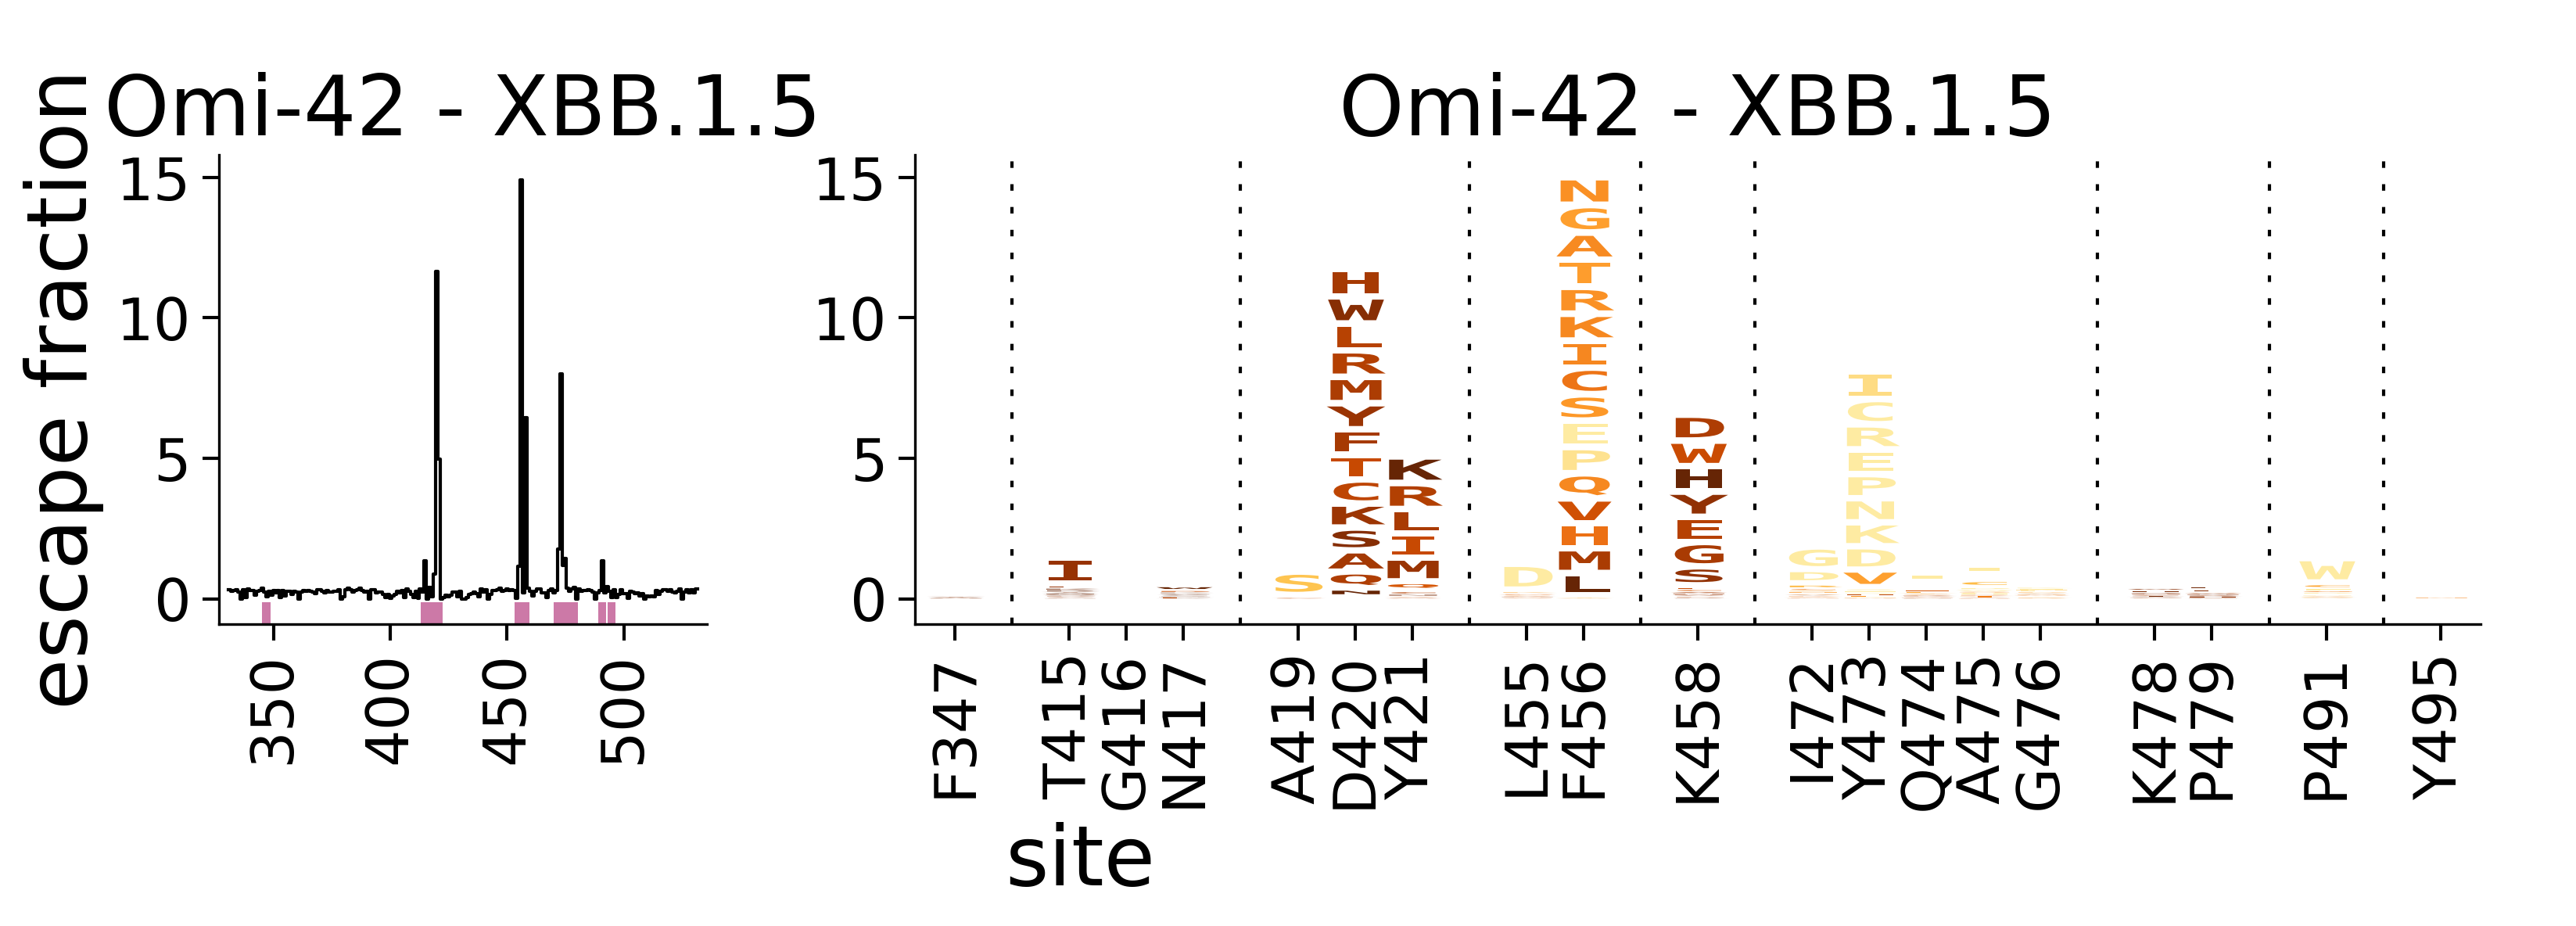 Omi-42 - XBB.1.5
escape fraction
15
10
5
0
350
400
450
500
Omi-42 - XBB.1.5
15
10
5
0
I
W
S
H
W
L
R
M
Y
F
T
C
K
S
A
Q
N
K
R
L
I
M
D
N
G
A
T
R
K
I
C
S
E
P
Q
V
H
M
L
D
W
H
Y
E
G
S
G
D
I
C
R
E
P
N
K
D
V
W
F347
T415
G416
N417
A419
D420
Y421
L455
F456
K458
I472
Y473
Q474
A475
G476
K478
P479
P491
Y495
site